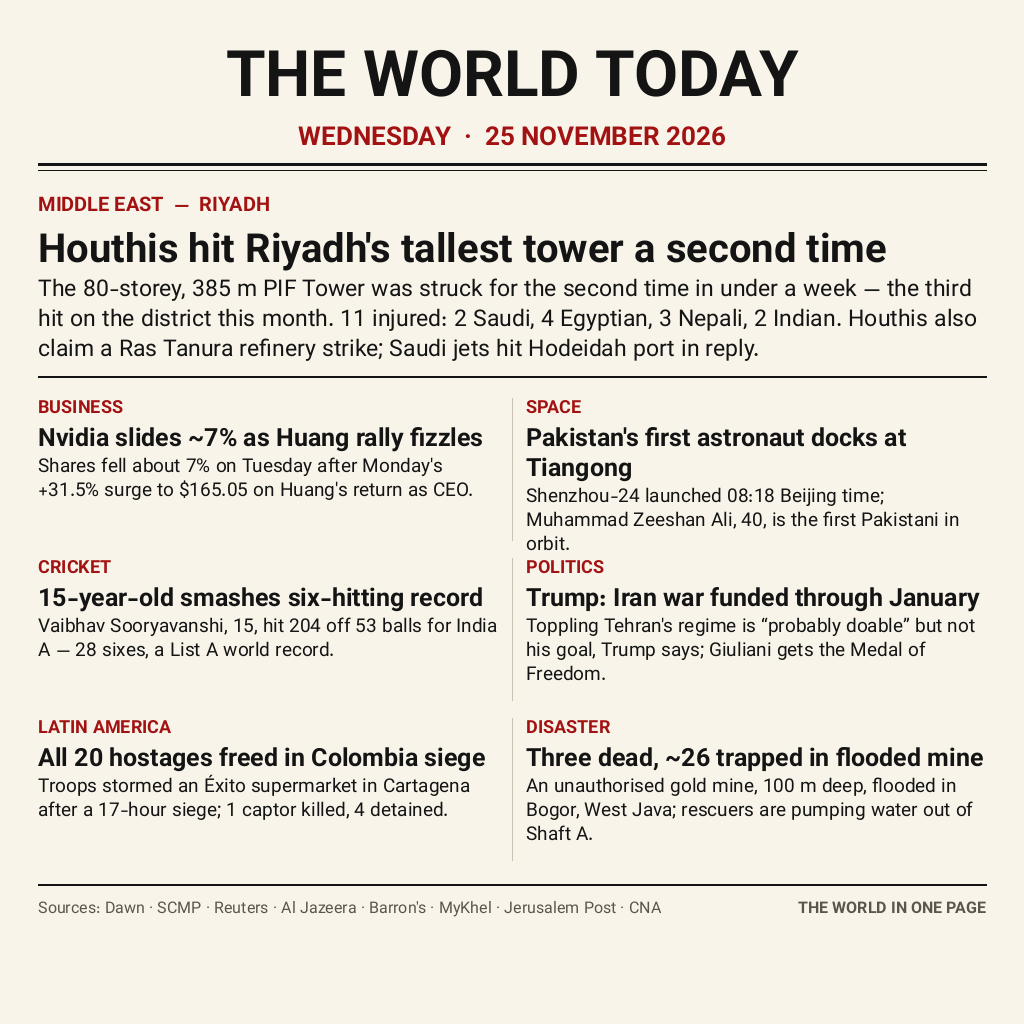 THE WORLD TODAY
WEDNESDAY · 25 NOVEMBER 2026
MIDDLE EAST — RIYADH
Houthis hit Riyadh's tallest tower a second time
The 80-storey, 385 m PIF Tower was struck for the second time in under a week — the third
hit on the district this month. 11 injured: 2 Saudi, 4 Egyptian, 3 Nepali, 2 Indian. Houthis also
claim a Ras Tanura refinery strike; Saudi jets hit Hodeidah port in reply.
BUSINESS
Nvidia slides ~7% as Huang rally fizzles
Shares fell about 7% on Tuesday after Monday's
+31.5% surge to $165.05 on Huang's return as CEO.
SPACE
Pakistan's first astronaut docks at
Tiangong
Shenzhou-24 launched 08:18 Beijing time;
Muhammad Zeeshan Ali, 40, is the first Pakistani in
orbit.
CRICKET
15-year-old smashes six-hitting record
Vaibhav Sooryavanshi, 15, hit 204 off 53 balls for India
A — 28 sixes, a List A world record.
POLITICS
Trump: Iran war funded through January
Toppling Tehran's regime is “probably doable” but not
his goal, Trump says; Giuliani gets the Medal of
Freedom.
LATIN AMERICA
All 20 hostages freed in Colombia siege
Troops stormed an Éxito supermarket in Cartagena
after a 17-hour siege; 1 captor killed, 4 detained.
DISASTER
Three dead, ~26 trapped in flooded mine
An unauthorised gold mine, 100 m deep, flooded in
Bogor, West Java; rescuers are pumping water out of
Shaft A.
Sources: Dawn · SCMP · Reuters · Al Jazeera · Barron's · MyKhel · Jerusalem Post · CNA
THE WORLD IN ONE PAGE